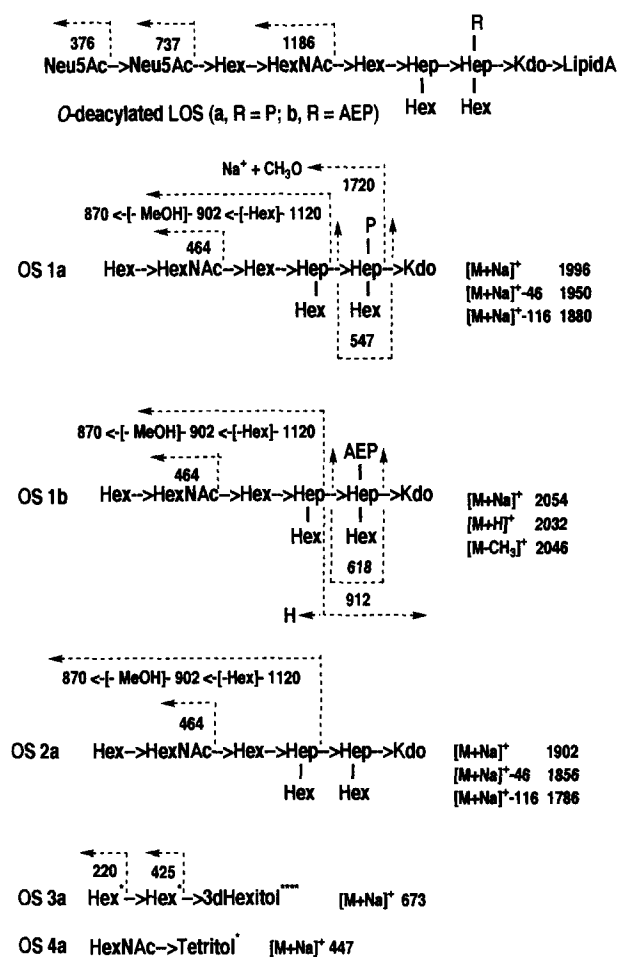 R
376 737 1186
Neu5Ac->Neu5Ac->Hex->HexNAc->Hex->Hep->Hep->Kdo->LipidA
Hex Hex
O-deacylated LOS (a, R = P; b, R = AEP)
Na⁺ + CH₃O
1720
870 <-[- MeOH]- 902 <-[-Hex]- 1120
P
464
OS 1a Hex->HexNAc->Hex->Hep->Hep->Kdo [M+Na]⁺ 1996
[M+Na]⁺-46 1950
Hex Hex [M+Na]⁺-116 1880
547
870 <-[- MeOH]- 902 <-[-Hex]- 1120
AEP
464
OS 1b Hex->HexNAc->Hex->Hep->Hep->Kdo [M+Na]⁺ 2054
[M+H]⁺ 2032
Hex Hex [M-CH₃]⁺ 2046
618
912
H
870 <-[- MeOH]- 902 <-[-Hex]- 1120
464
OS 2a Hex->HexNAc->Hex->Hep->Hep->Kdo [M+Na]⁺ 1902
[M+Na]⁺-46 1856
Hex Hex [M+Na]⁺-116 1786
220 425
OS 3a Hex*->Hex*->3dHexitol**** [M+Na]⁺ 673
OS 4a HexNAc->Tetritol* [M+Na]⁺ 447